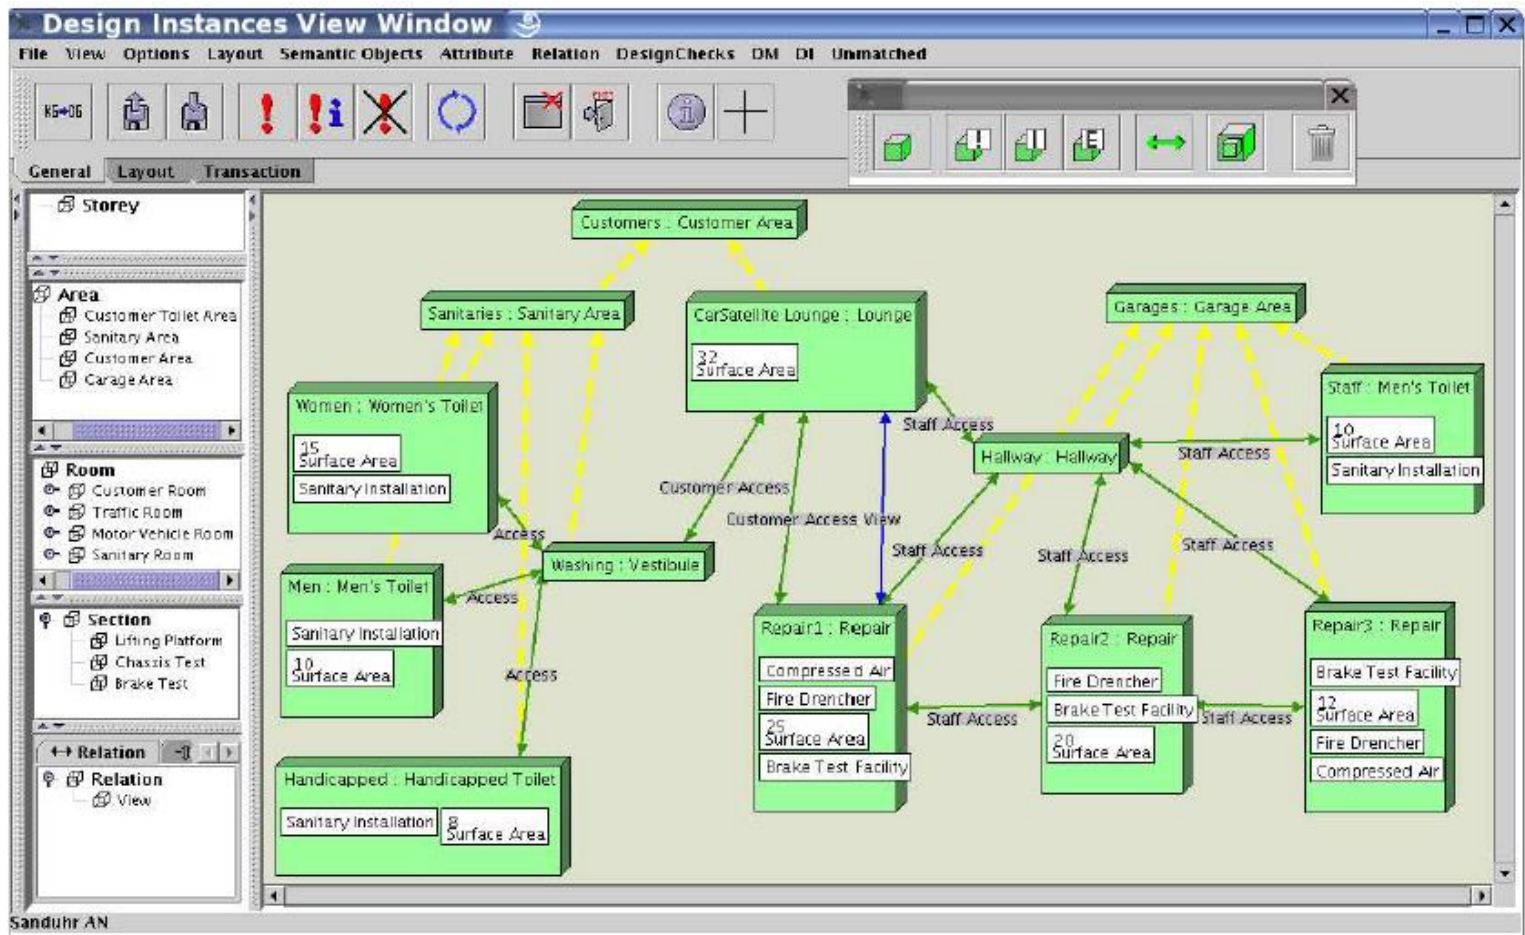 Design Instances View Window
File View Options Layout Semantic Objects Attribute Relation DesignChecks DM DI Unmatched
General Layout Transaction
Storey
Area
Customer Toilet Area
Sanitary Area
Customer Area
Garage Area
Room
Customer Room
Traffic Room
Motor Vehicle Room
Sanitary Room
Section
Lifting Platform
Chassis Test
Brake Test
Relation
Relation
View
Customers : Customer Area
Sanitaries : Sanitary Area
CarSatellite Lounge : Lounge
32
Surface Area
Garages : Garage Area
Women : Women's Toilet
15
Surface Area
Sanitary Installation
Staff : Men's Toilet
10
Surface Area
Sanitary Installation
Staff Access
Hallway : Hallway
Staff Access
Customer Access
Customer Access View
Access
Staff Access
Staff Access
Staff Access
Washing : Vestibule
Men : Men's Toilet
Sanitary Installation
10
Surface Area
Access
Access
Repair1 : Repair
Compressed Air
Fire Drencher
25
Surface Area
Brake Test Facility
Staff Access
Repair2 : Repair
Fire Drencher
Brake Test Facility
20
Surface Area
Staff Access
Repair3 : Repair
Brake Test Facility
12
Surface Area
Fire Drencher
Compressed Air
Handicapped : Handicapped Toilet
Sanitary Installation
8
Surface Area
Sanduhr AN